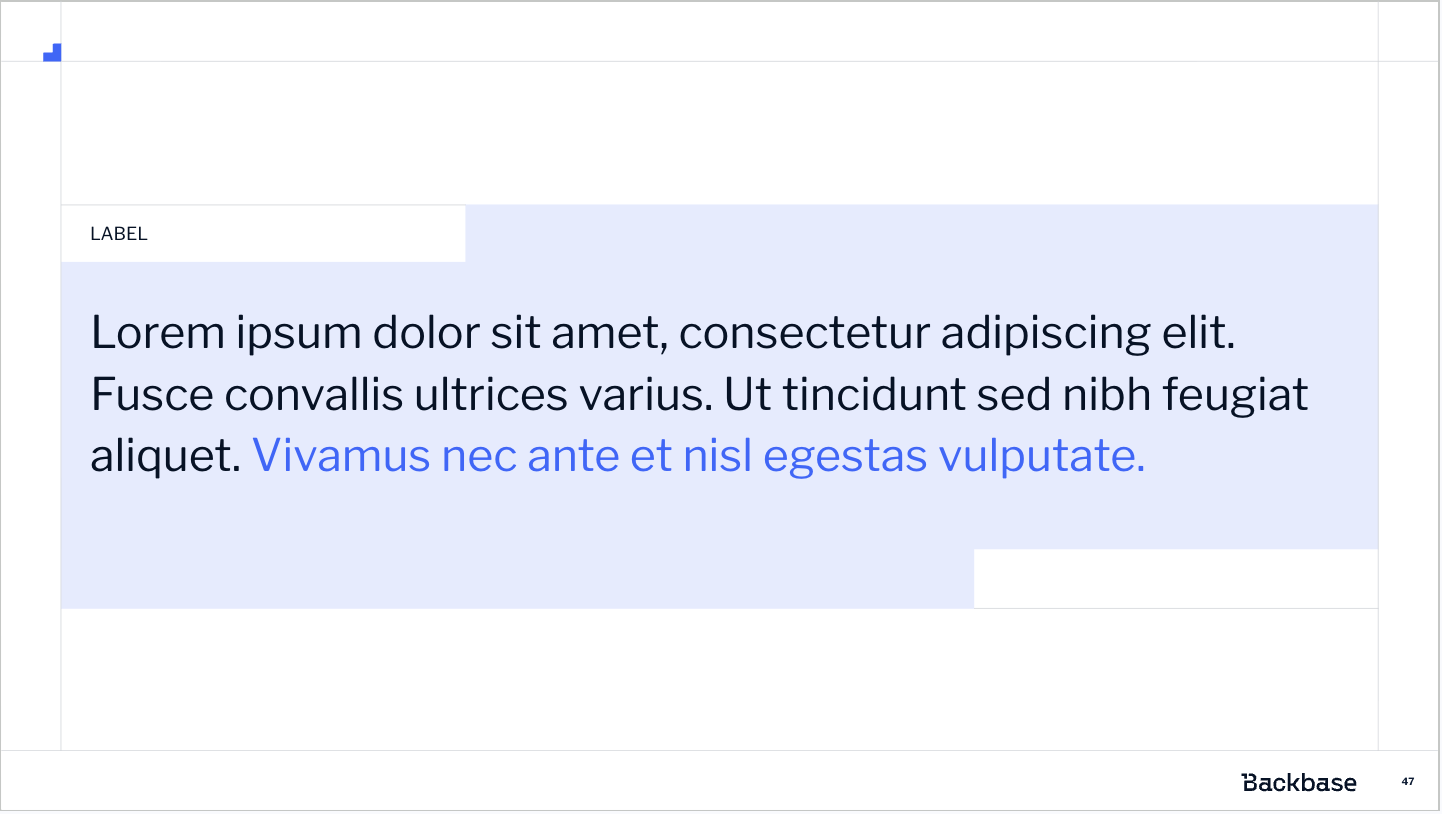 LABEL
Lorem ipsum dolor sit amet, consectetur adipiscing elit.
Fusce convallis ultrices varius. Ut tincidunt sed nibh feugiat
aliquet. Vivamus nec ante et nisl egestas vulputate.
Backbase
47